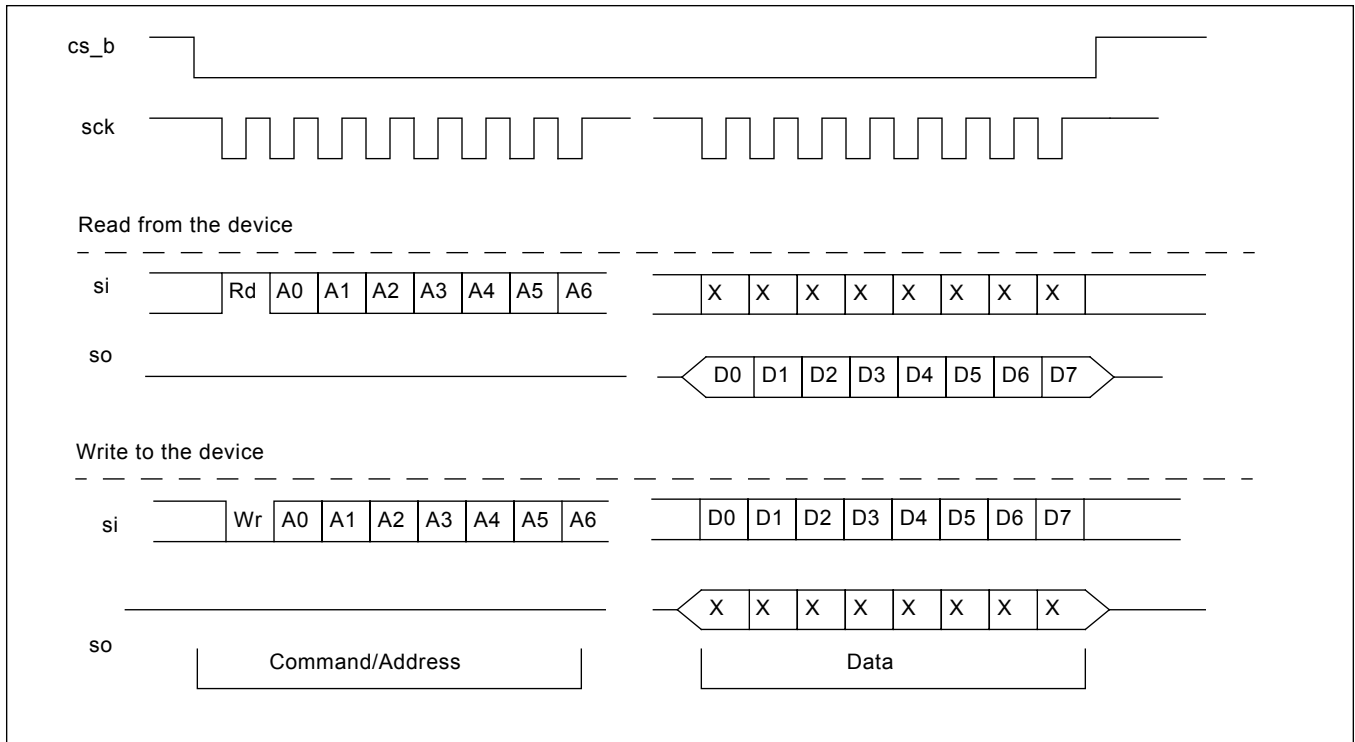 cs_b
sck
Read from the device
si Rd A0 A1 A2 A3 A4 A5 A6 X X X X X X X X
so D0 D1 D2 D3 D4 D5 D6 D7
Write to the device
si Wr A0 A1 A2 A3 A4 A5 A6 D0 D1 D2 D3 D4 D5 D6 D7
so X X X X X X X X
Command/Address Data